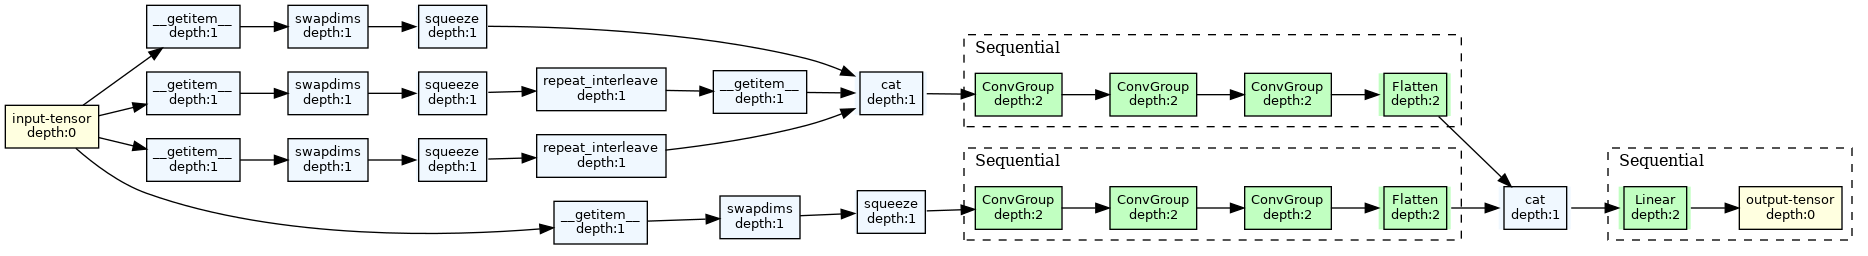 __getitem__
depth:1
swapdims
depth:1
squeeze
depth:1
Sequential
__getitem__
depth:1
swapdims
depth:1
squeeze
depth:1
repeat_interleave
depth:1
__getitem__
depth:1
cat
depth:1
ConvGroup
depth:2
ConvGroup
depth:2
ConvGroup
depth:2
Flatten
depth:2
input-tensor
depth:0
__getitem__
depth:1
swapdims
depth:1
squeeze
depth:1
repeat_interleave
depth:1
Sequential
Sequential
__getitem__
depth:1
swapdims
depth:1
squeeze
depth:1
ConvGroup
depth:2
ConvGroup
depth:2
ConvGroup
depth:2
Flatten
depth:2
cat
depth:1
Linear
depth:2
output-tensor
depth:0